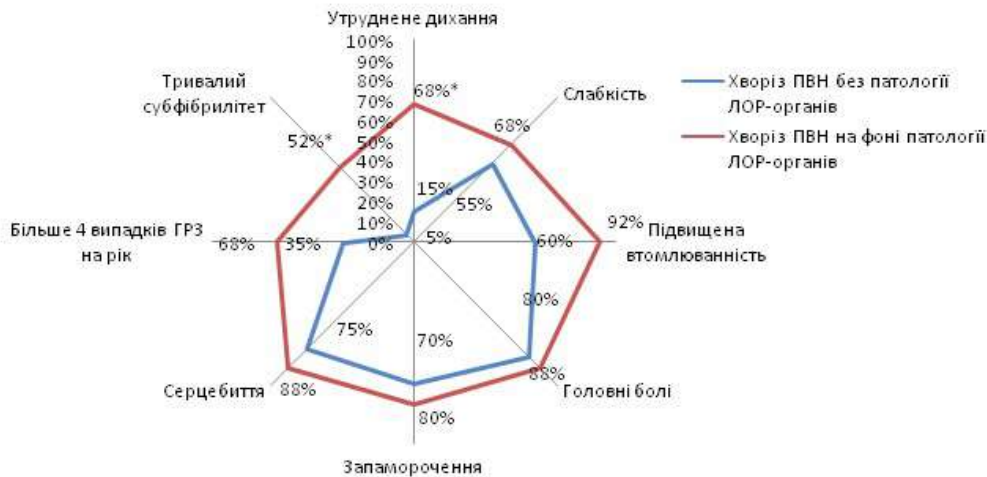 Утруднене дихання
100%
90%
80%
70%
60%
50%
40%
30%
20%
10%
0%
68%*
15%
Слабкість
68%
55%
92%
60%
Підвищена
втомлюванність
80%
88%
Головні болі
70%
80%
Запаморочення
75%
88%
Серцебиття
Більше 4 випадків ГРЗ
на рік
68%
35%
Тривалий
субфібрилітет
52%*
5%
Хворі з ПВН без патології
ЛОР-органів
Хворі з ПВН на фоні патології
ЛОР-органів